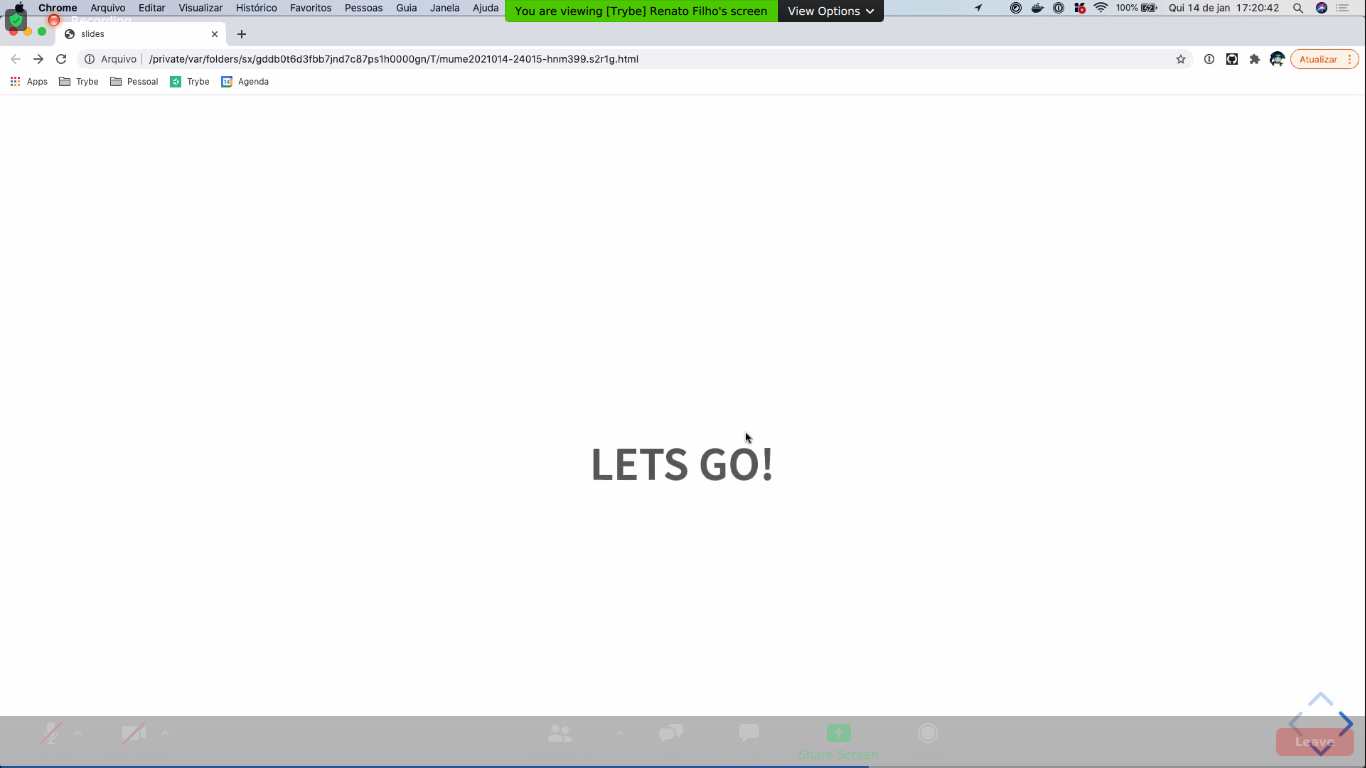 Chrome Arquivo Editar Visualizar Histórico Favoritos Pessoas Guia Janela Ajuda
You are viewing [Trybe] Renato Filho's screen View Options
100% Qui 14 de jan 17:20:42
Recording
slides
Arquivo /private/var/folders/sx/gddb0t6d3fbb7jnd7c87ps1h0000gn/T/mume2021014-24015-hnm399.s2r1g.html
Atualizar
Apps Trybe Pessoal Trybe Agenda
LETS GO!
Share Screen
Leave